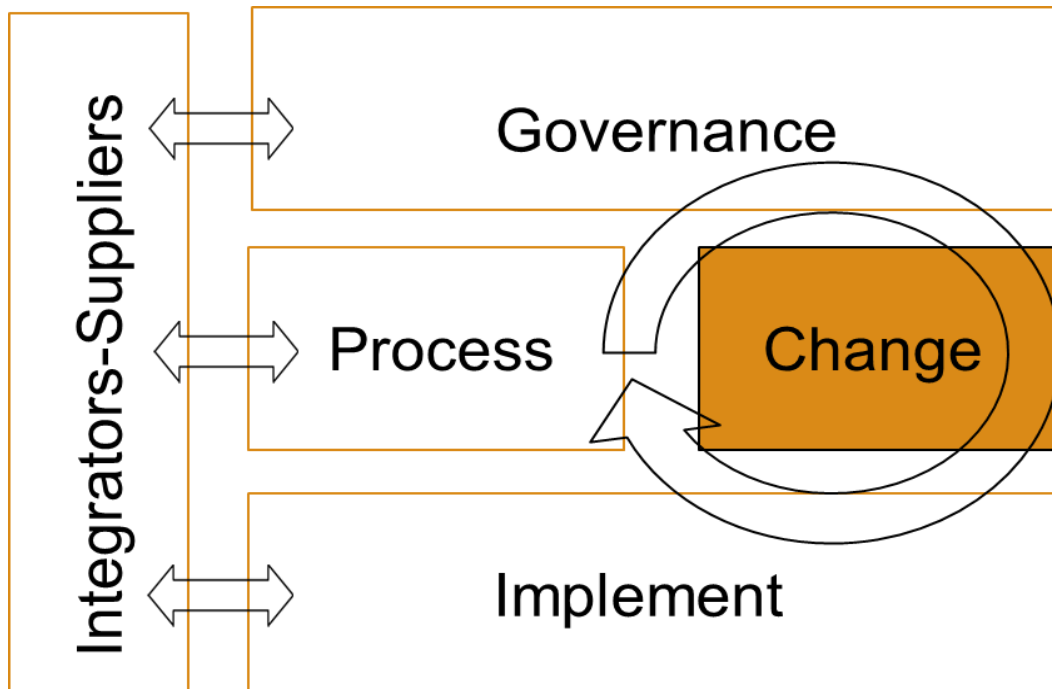 Integrators-Suppliers
Governance
Process
Change
Implement